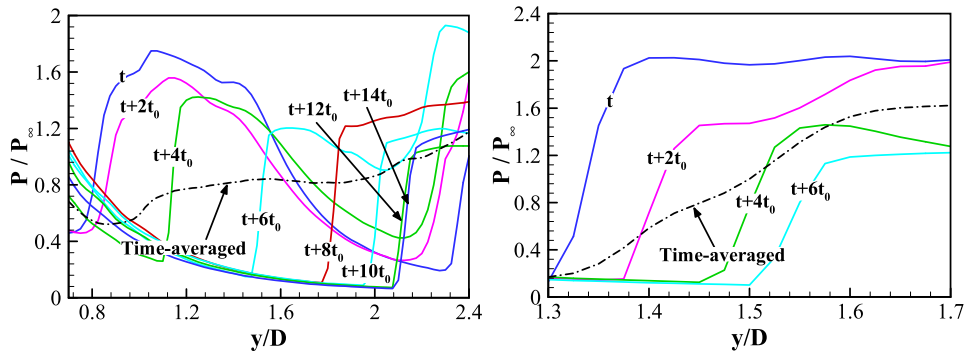 1.6
1.2
0.8
0.4
0
P / P∞
0.8
1.2
1.6
2
2.4
y/D
t
t+2t0
t+4t0
t+6t0
t+8t0
t+10t0
t+12t0
t+14t0
Time-averaged
2.4
2
1.6
1.2
0.8
0.4
0
P / P∞
1.3
1.4
1.5
1.6
1.7
y/D
t
t+2t0
t+4t0
t+6t0
Time-averaged